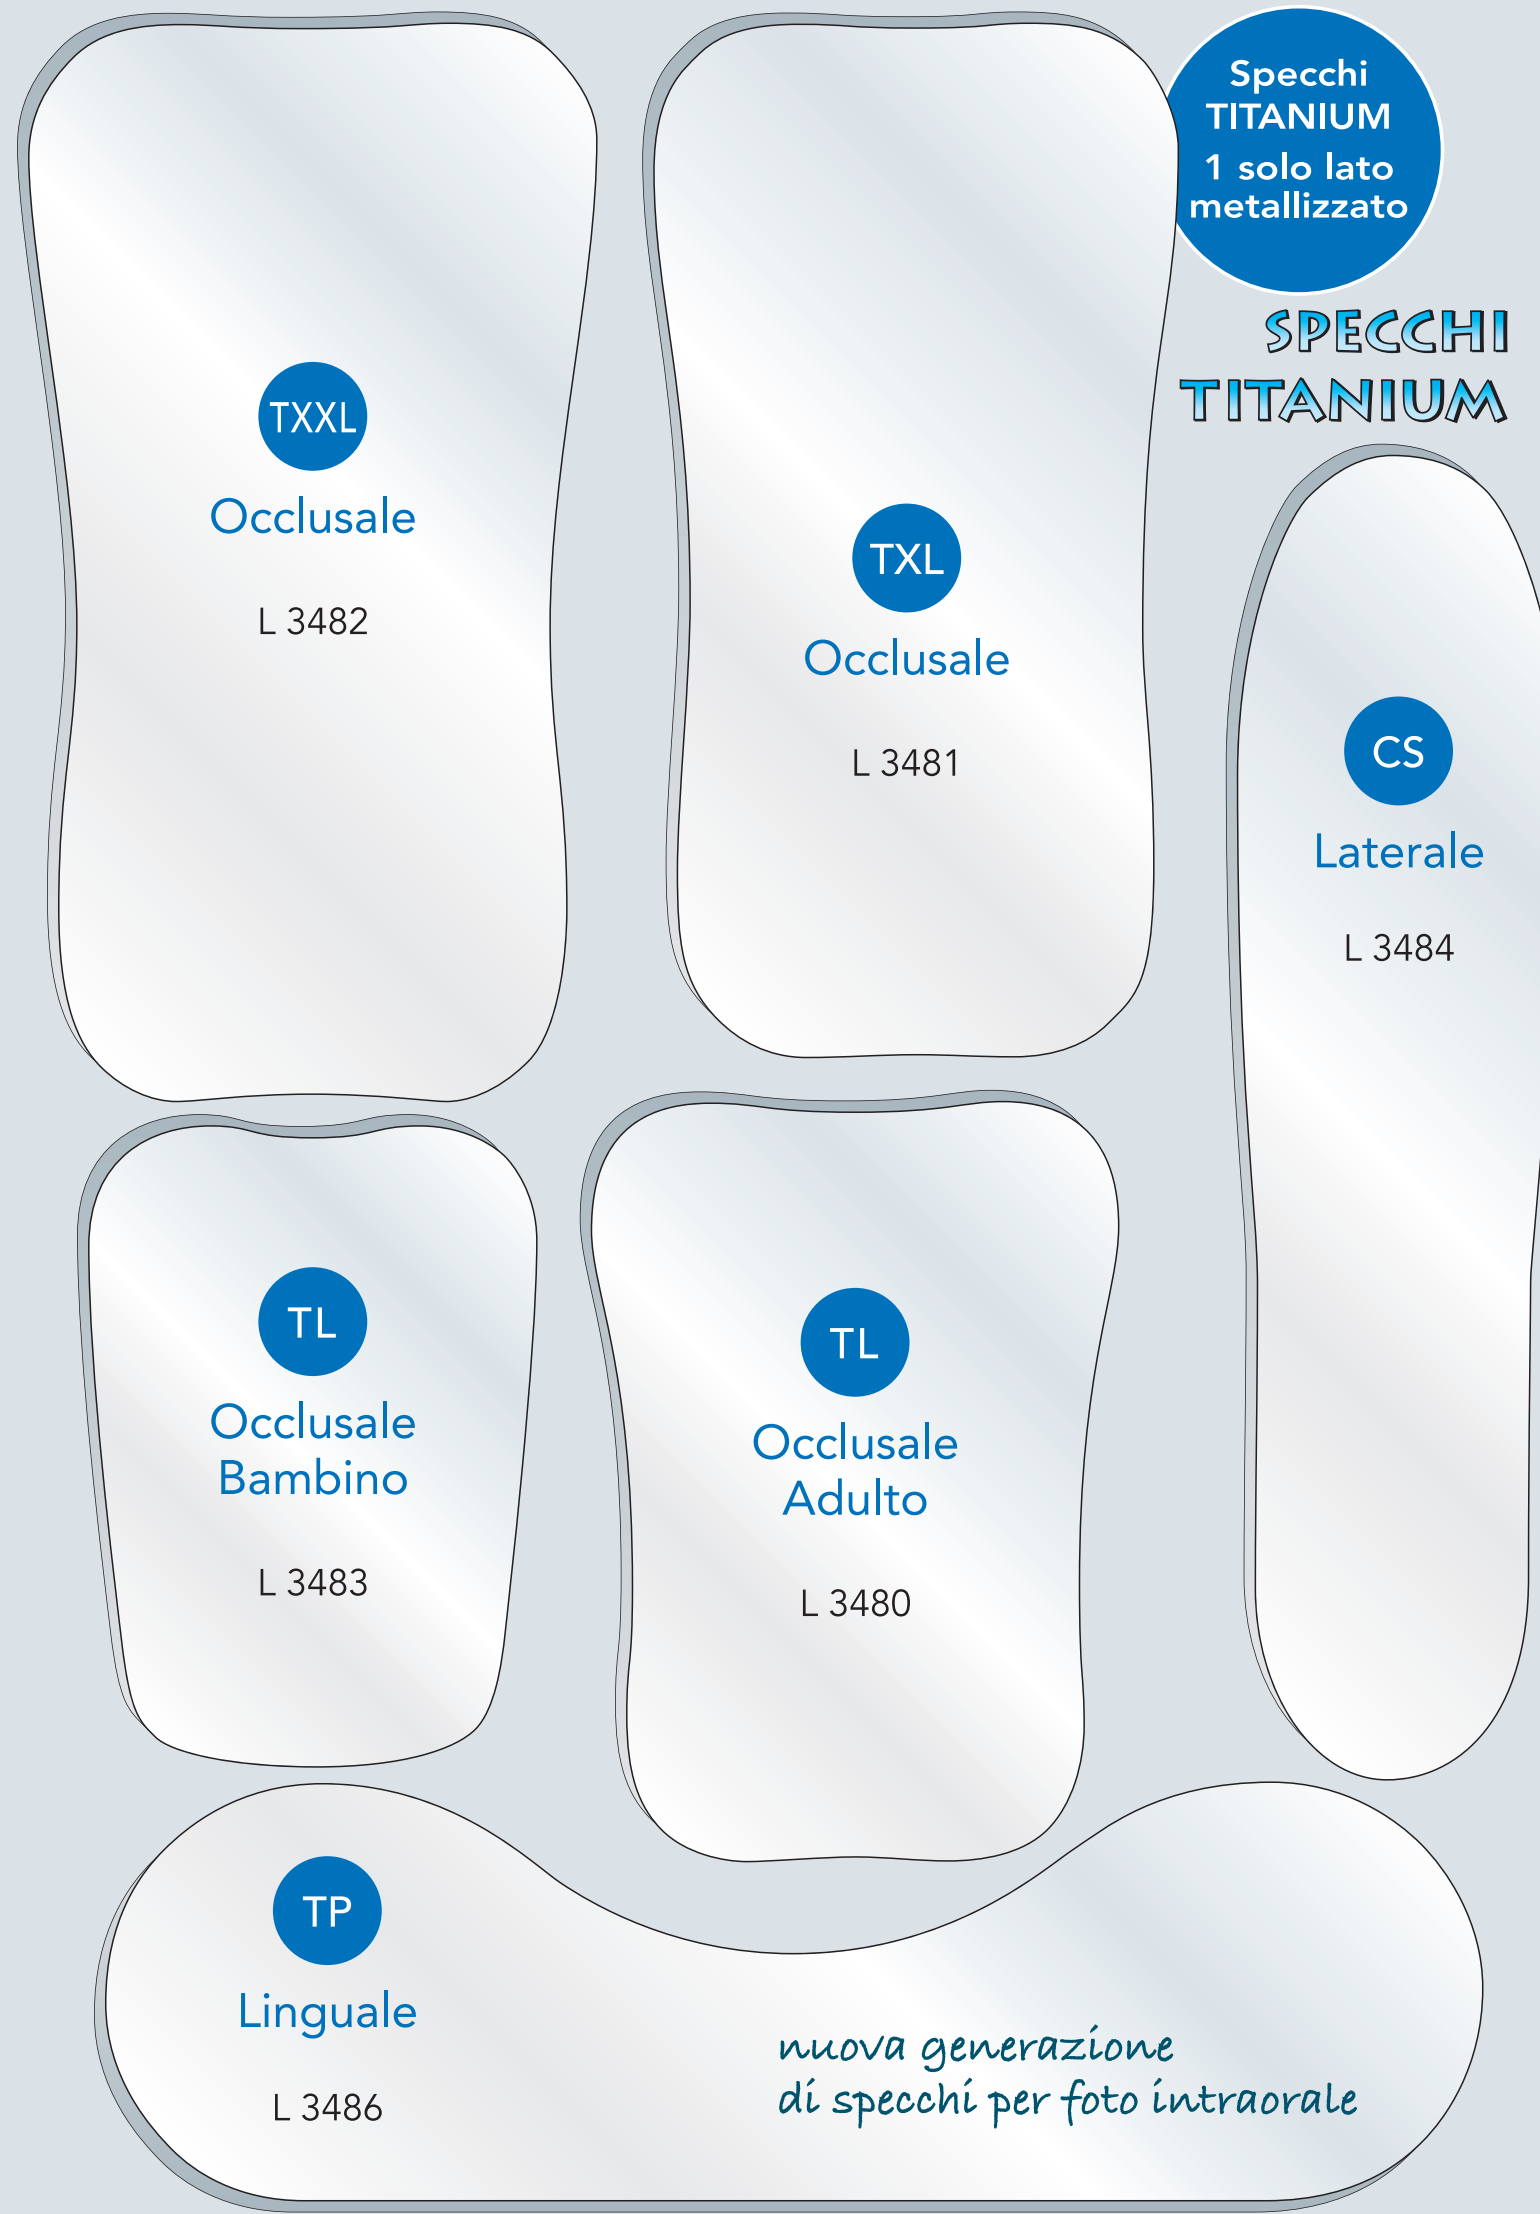 Specchi
TITANIUM
1 solo lato
metallizzato
SPECCHI
TITANIUM
TXXL
Occlusale
L 3482
TXL
Occlusale
L 3481
CS
Laterale
L 3484
TL
Occlusale
Bambino
L 3483
TL
Occlusale
Adulto
L 3480
TP
Linguale
L 3486
nuova generazione
di specchi per foto intraorale